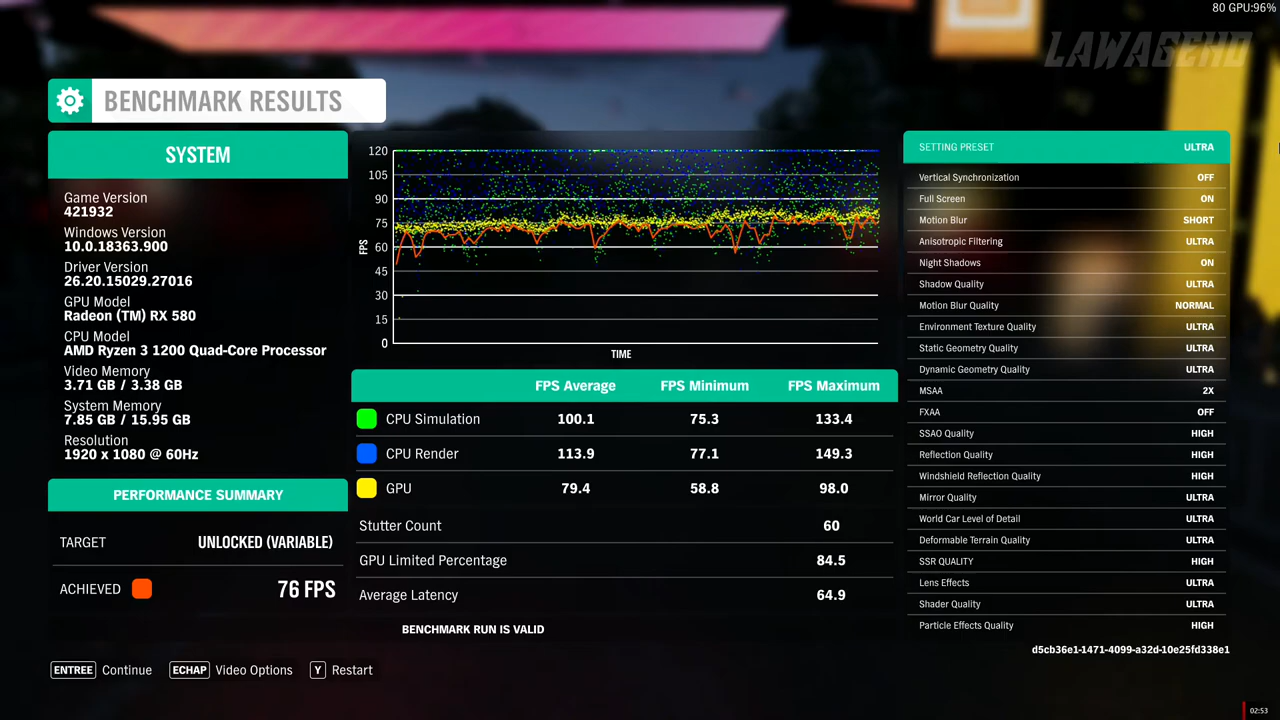 80 GPU:96%
LAWAGEHO
BENCHMARK RESULTS
SYSTEM
Game Version
421932
Windows Version
10.0.18363.900
Driver Version
26.20.15029.27016
GPU Model
Radeon (TM) RX 580
CPU Model
AMD Ryzen 3 1200 Quad-Core Processor
Video Memory
3.71 GB / 3.38 GB
System Memory
7.85 GB / 15.95 GB
Resolution
1920 x 1080 @ 60Hz
PERFORMANCE SUMMARY
TARGET UNLOCKED (VARIABLE)
ACHIEVED 76 FPS
120
105
90
75
60
45
30
15
0
FPS
TIME
FPS Average FPS Minimum FPS Maximum
CPU Simulation 100.1 75.3 133.4
CPU Render 113.9 77.1 149.3
GPU 79.4 58.8 98.0
Stutter Count 60
GPU Limited Percentage 84.5
Average Latency 64.9
BENCHMARK RUN IS VALID
SETTING PRESET ULTRA
Vertical Synchronization OFF
Full Screen ON
Motion Blur SHORT
Anisotropic Filtering ULTRA
Night Shadows ON
Shadow Quality ULTRA
Motion Blur Quality NORMAL
Environment Texture Quality ULTRA
Static Geometry Quality ULTRA
Dynamic Geometry Quality ULTRA
MSAA 2X
FXAA OFF
SSAO Quality HIGH
Reflection Quality HIGH
Windshield Reflection Quality HIGH
Mirror Quality ULTRA
World Car Level of Detail ULTRA
Deformable Terrain Quality ULTRA
SSR QUALITY HIGH
Lens Effects ULTRA
Shader Quality ULTRA
Particle Effects Quality HIGH
d5cb36e1-1471-4099-a32d-10e25fd338e1
ENTREE Continue ECHAP Video Options Y Restart
02:53